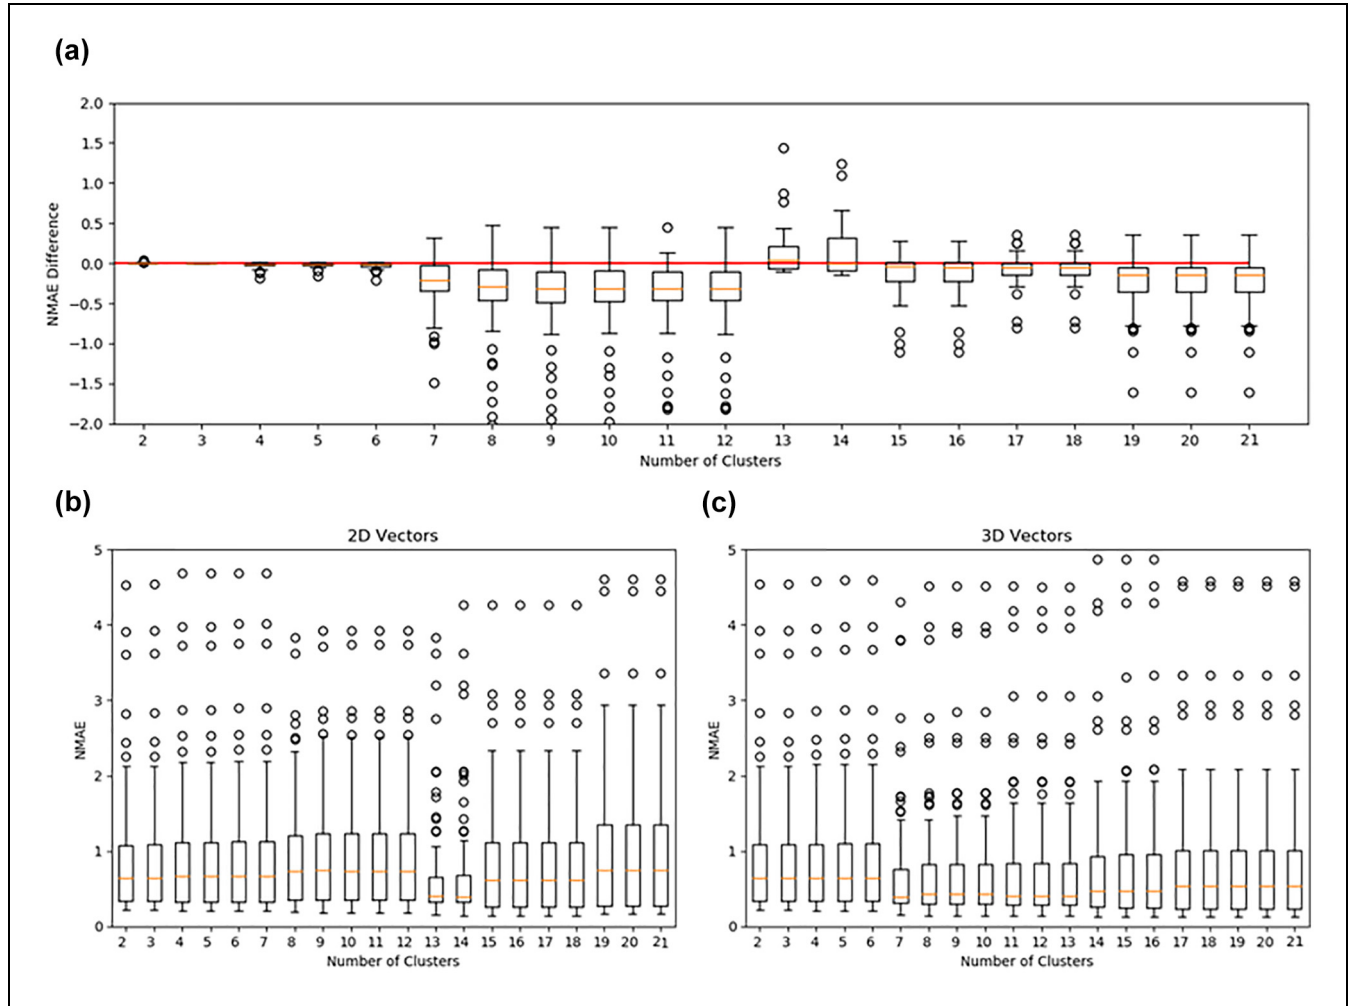 (a)
2.0
1.5
1.0
0.5
0.0
−0.5
−1.0
−1.5
−2.0
NMAE Difference
2 3 4 5 6 7 8 9 10 11 12 13 14 15 16 17 18 19 20 21
Number of Clusters
(b)
2D Vectors
5
4
3
2
1
0
NMAE
2 3 4 5 6 7 8 9 10 11 12 13 14 15 16 17 18 19 20 21
Number of Clusters
(c)
3D Vectors
5
4
3
2
1
0
NMAE
2 3 4 5 6 7 8 9 10 11 12 13 14 15 16 17 18 19 20 21
Number of Clusters